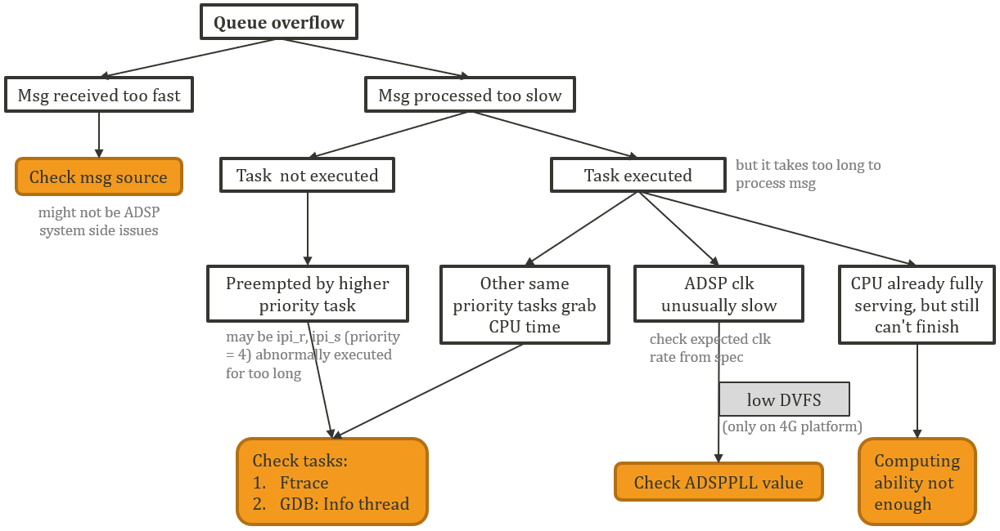 Queue overflow
Msg received too fast
Msg processed too slow
Check msg source
might not be ADSP
system side issues
Task  not executed
Task executed
but it takes too long to
process msg
Preempted by higher
priority task
may be ipi_r, ipi_s (priority
= 4) abnormally executed
for too long
Other same
priority tasks grab
CPU time
ADSP clk
unusually slow
check expected clk
rate from spec
CPU already fully
serving, but still
can't finish
low DVFS
(only on 4G platform)
Check tasks:
1. Ftrace
2. GDB: Info thread
Check ADSPPLL value
Computing
ability not
enough